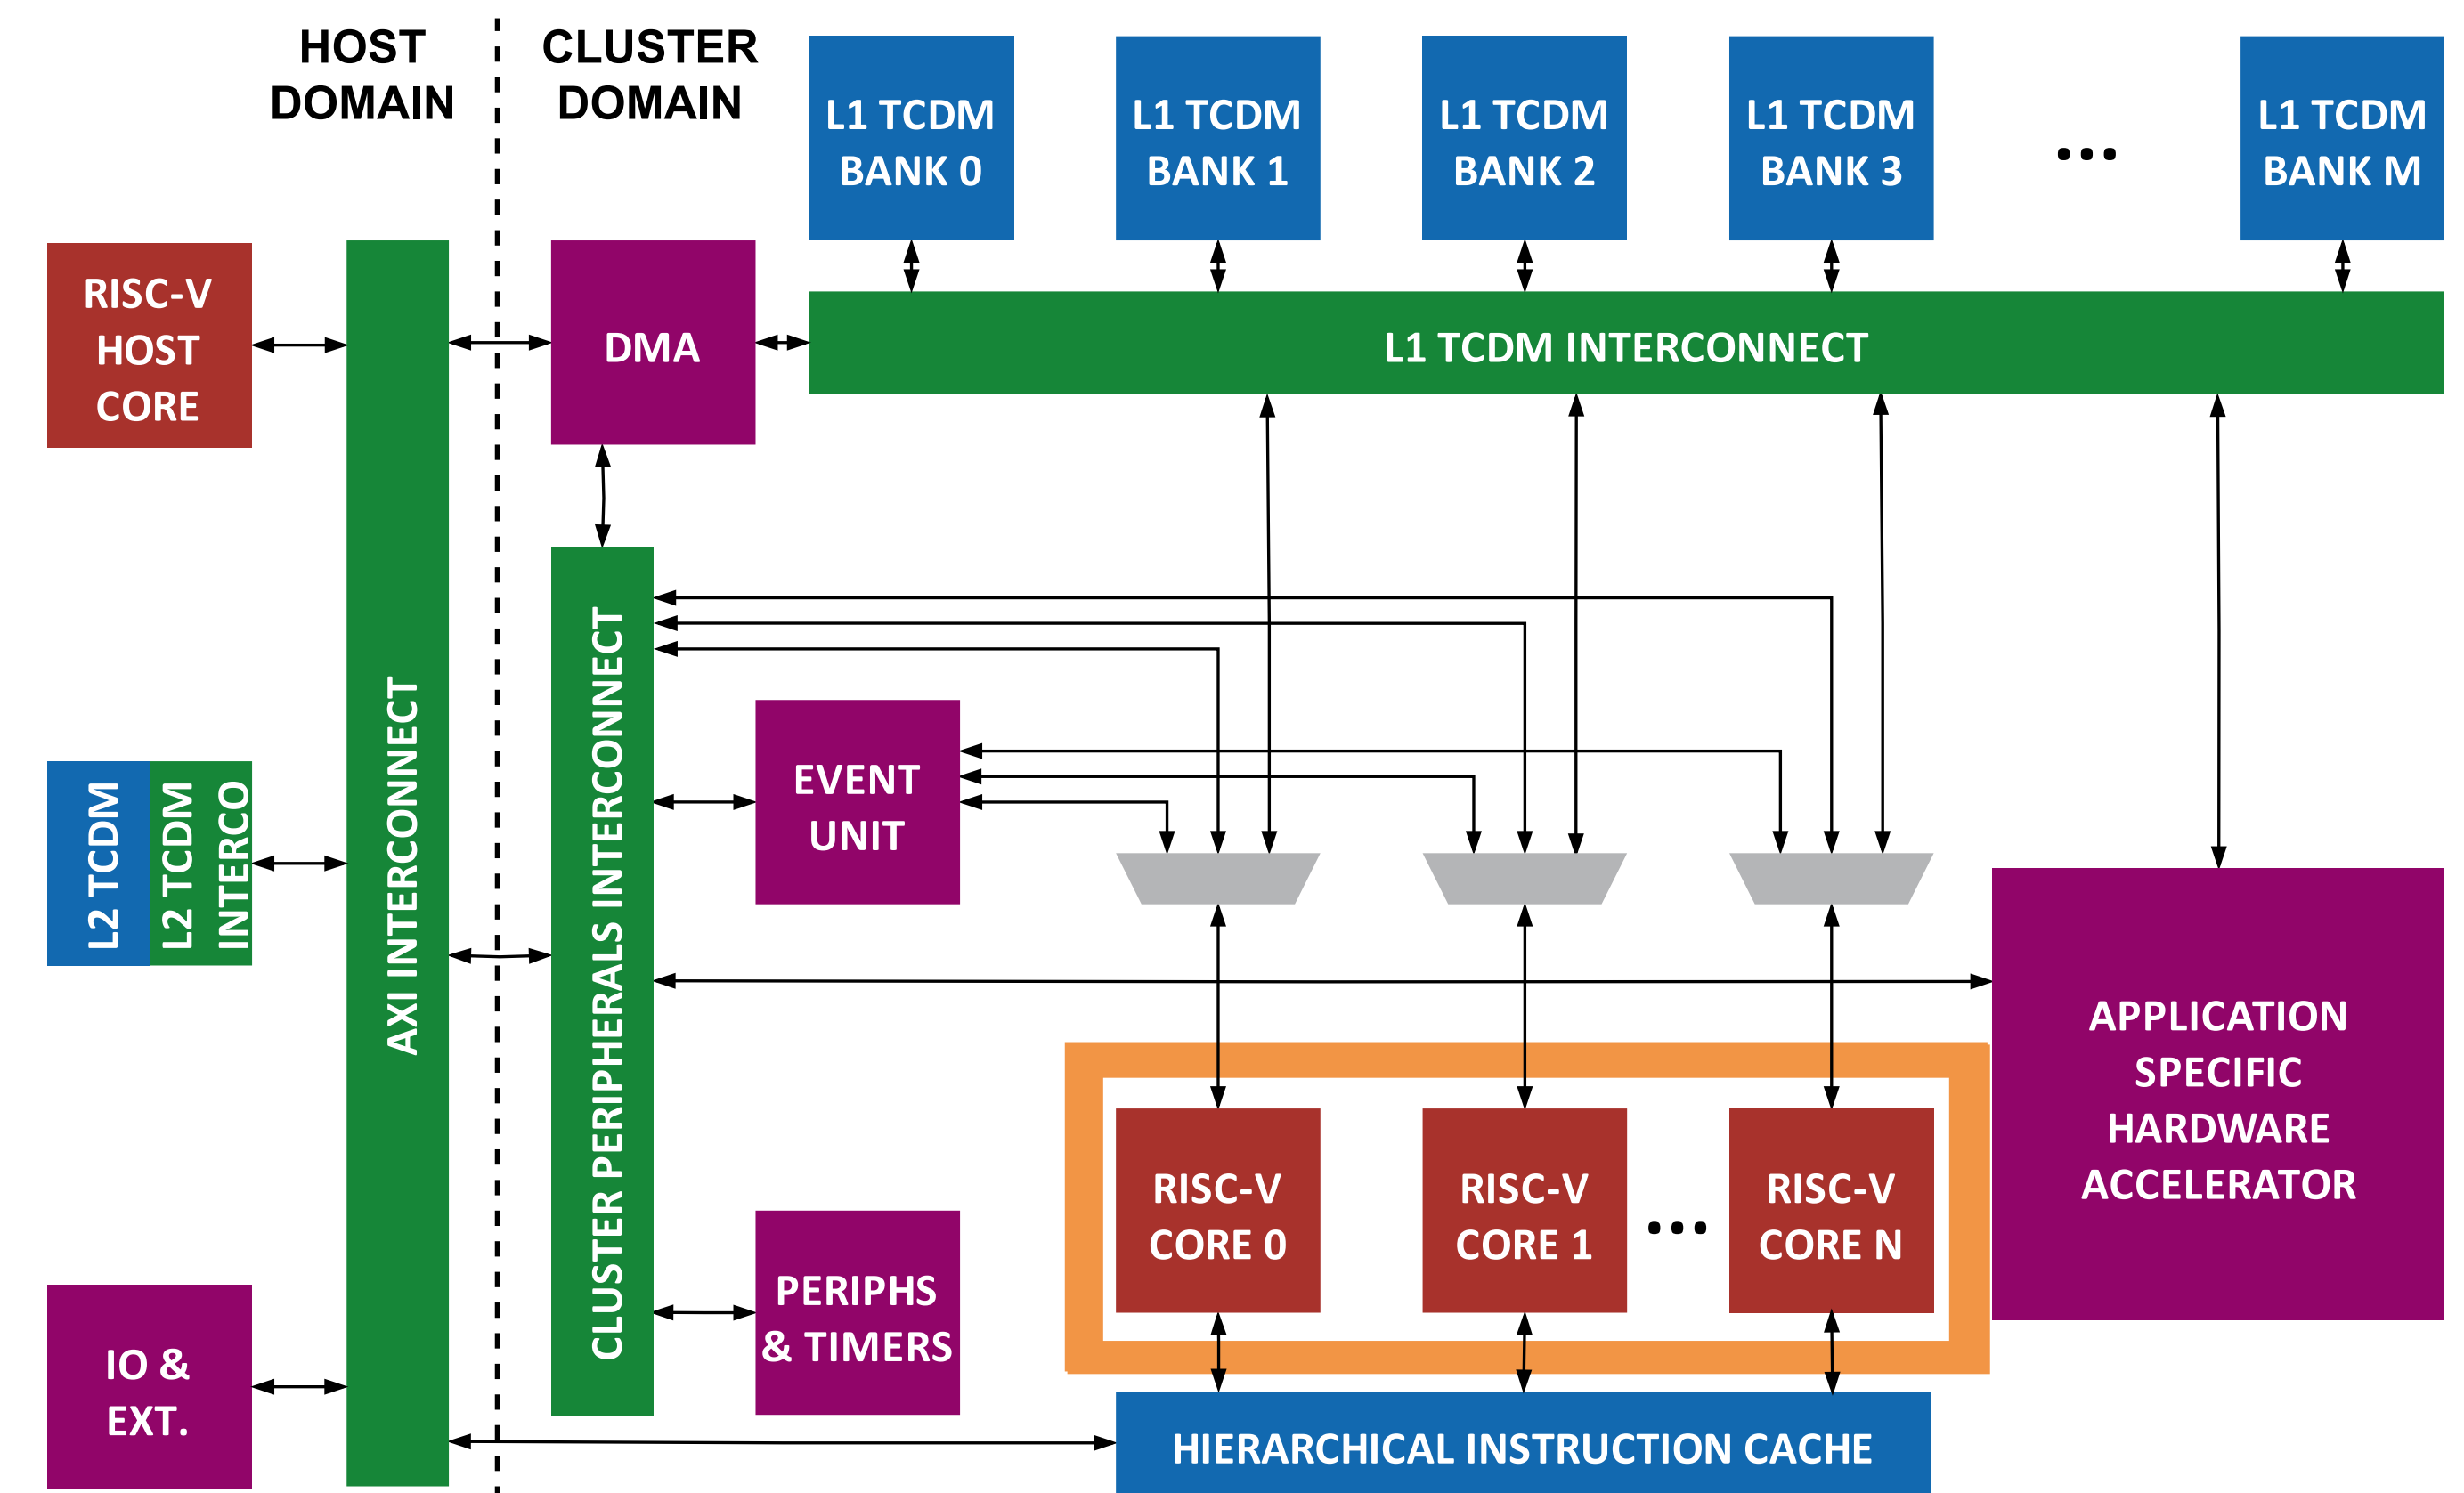 HOST
DOMAIN
CLUSTER
DOMAIN
L1 TCDM
BANK 0
L1 TCDM
BANK 1
L1 TCDM
BANK 2
L1 TCDM
BANK 3
...
L1 TCDM
BANK M
RISC-V
HOST
CORE
DMA
L1 TCDM INTERCONNECT
AXI INTERCONNECT
CLUSTER PERIPHERALS INTERCONNECT
EVENT
UNIT
L2 TCDM
L2 TCDM
INTERCO
APPLICATION
SPECIFIC
HARDWARE
ACCELERATOR
RISC-V
CORE 0
RISC-V
CORE 1
...
RISC-V
CORE N
PERIPHS
& TIMERS
IO &
EXT.
HIERARCHICAL INSTRUCTION CACHE